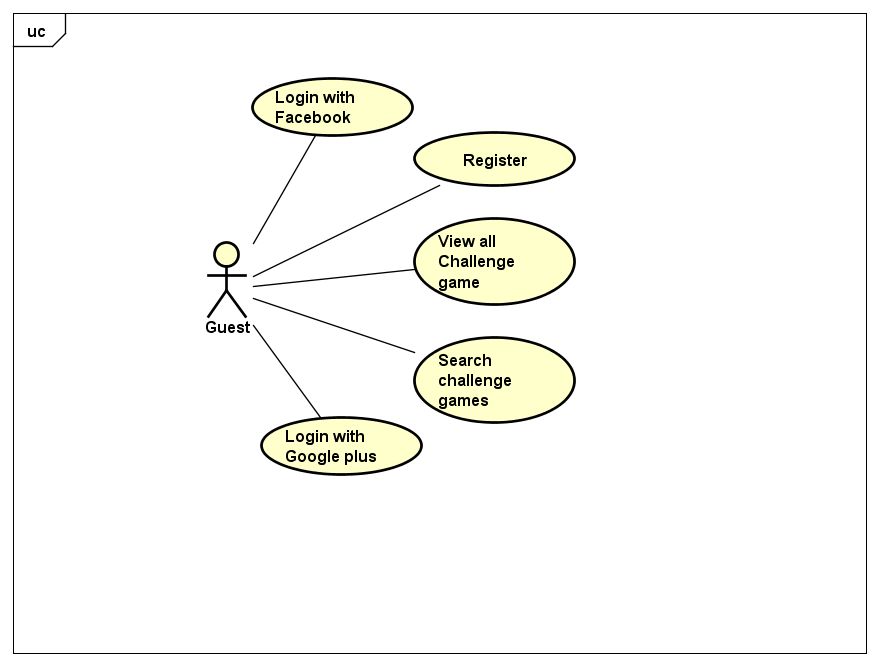 uc
Login with
Facebook
Register
View all
Challenge
game
Guest
Search
challenge
games
Login with
Google plus